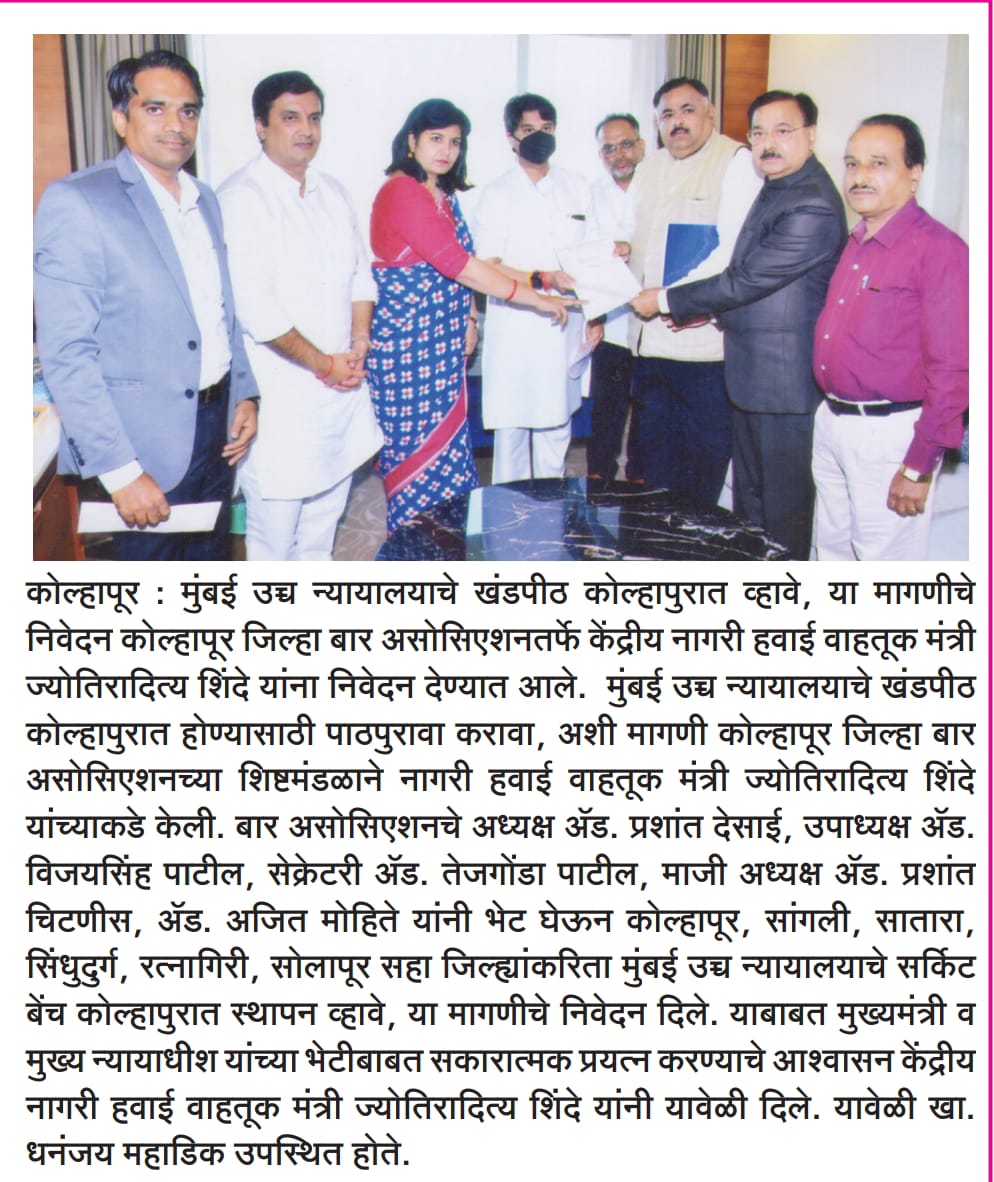 कोल्हापूर : मुंबई उच्च न्यायालयाचे खंडपीठ कोल्हापुरात व्हावे, या मागणीचे
निवेदन कोल्हापूर जिल्हा बार असोसिएशनतर्फे केंद्रीय नागरी हवाई वाहतूक मंत्री
ज्योतिरादित्य शिंदे यांना निवेदन देण्यात आले. मुंबई उच्च न्यायालयाचे खंडपीठ
कोल्हापुरात होण्यासाठी पाठपुरावा करावा, अशी मागणी कोल्हापूर जिल्हा बार
असोसिएशनच्या शिष्टमंडळाने नागरी हवाई वाहतूक मंत्री ज्योतिरादित्य शिंदे
यांच्याकडे केली. बार असोसिएशनचे अध्यक्ष ॲड. प्रशांत देसाई, उपाध्यक्ष ॲड.
विजयसिंह पाटील, सेक्रेटरी ॲड. तेजगोंडा पाटील, माजी अध्यक्ष ॲड. प्रशांत
चिटणीस, ॲड. अजित मोहिते यांनी भेट घेऊन कोल्हापूर, सांगली, सातारा,
सिंधुदुर्ग, रत्नागिरी, सोलापूर सहा जिल्ह्यांकरिता मुंबई उच्च न्यायालयाचे सर्किट
बेंच कोल्हापुरात स्थापन व्हावे, या मागणीचे निवेदन दिले. याबाबत मुख्यमंत्री व
मुख्य न्यायाधीश यांच्या भेटीबाबत सकारात्मक प्रयत्न करण्याचे आश्वासन केंद्रीय
नागरी हवाई वाहतूक मंत्री ज्योतिरादित्य शिंदे यांनी यावेळी दिले. यावेळी खा.
धनंजय महाडिक उपस्थित होते.